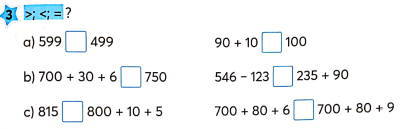 3 >; <; = ?
a) 599 □ 499 90 + 10 □ 100
b) 700 + 30 + 6 □ 750 546 – 123 □ 235 + 90
c) 815 □ 800 + 10 + 5 700 + 80 + 6 □ 700 + 80 + 9